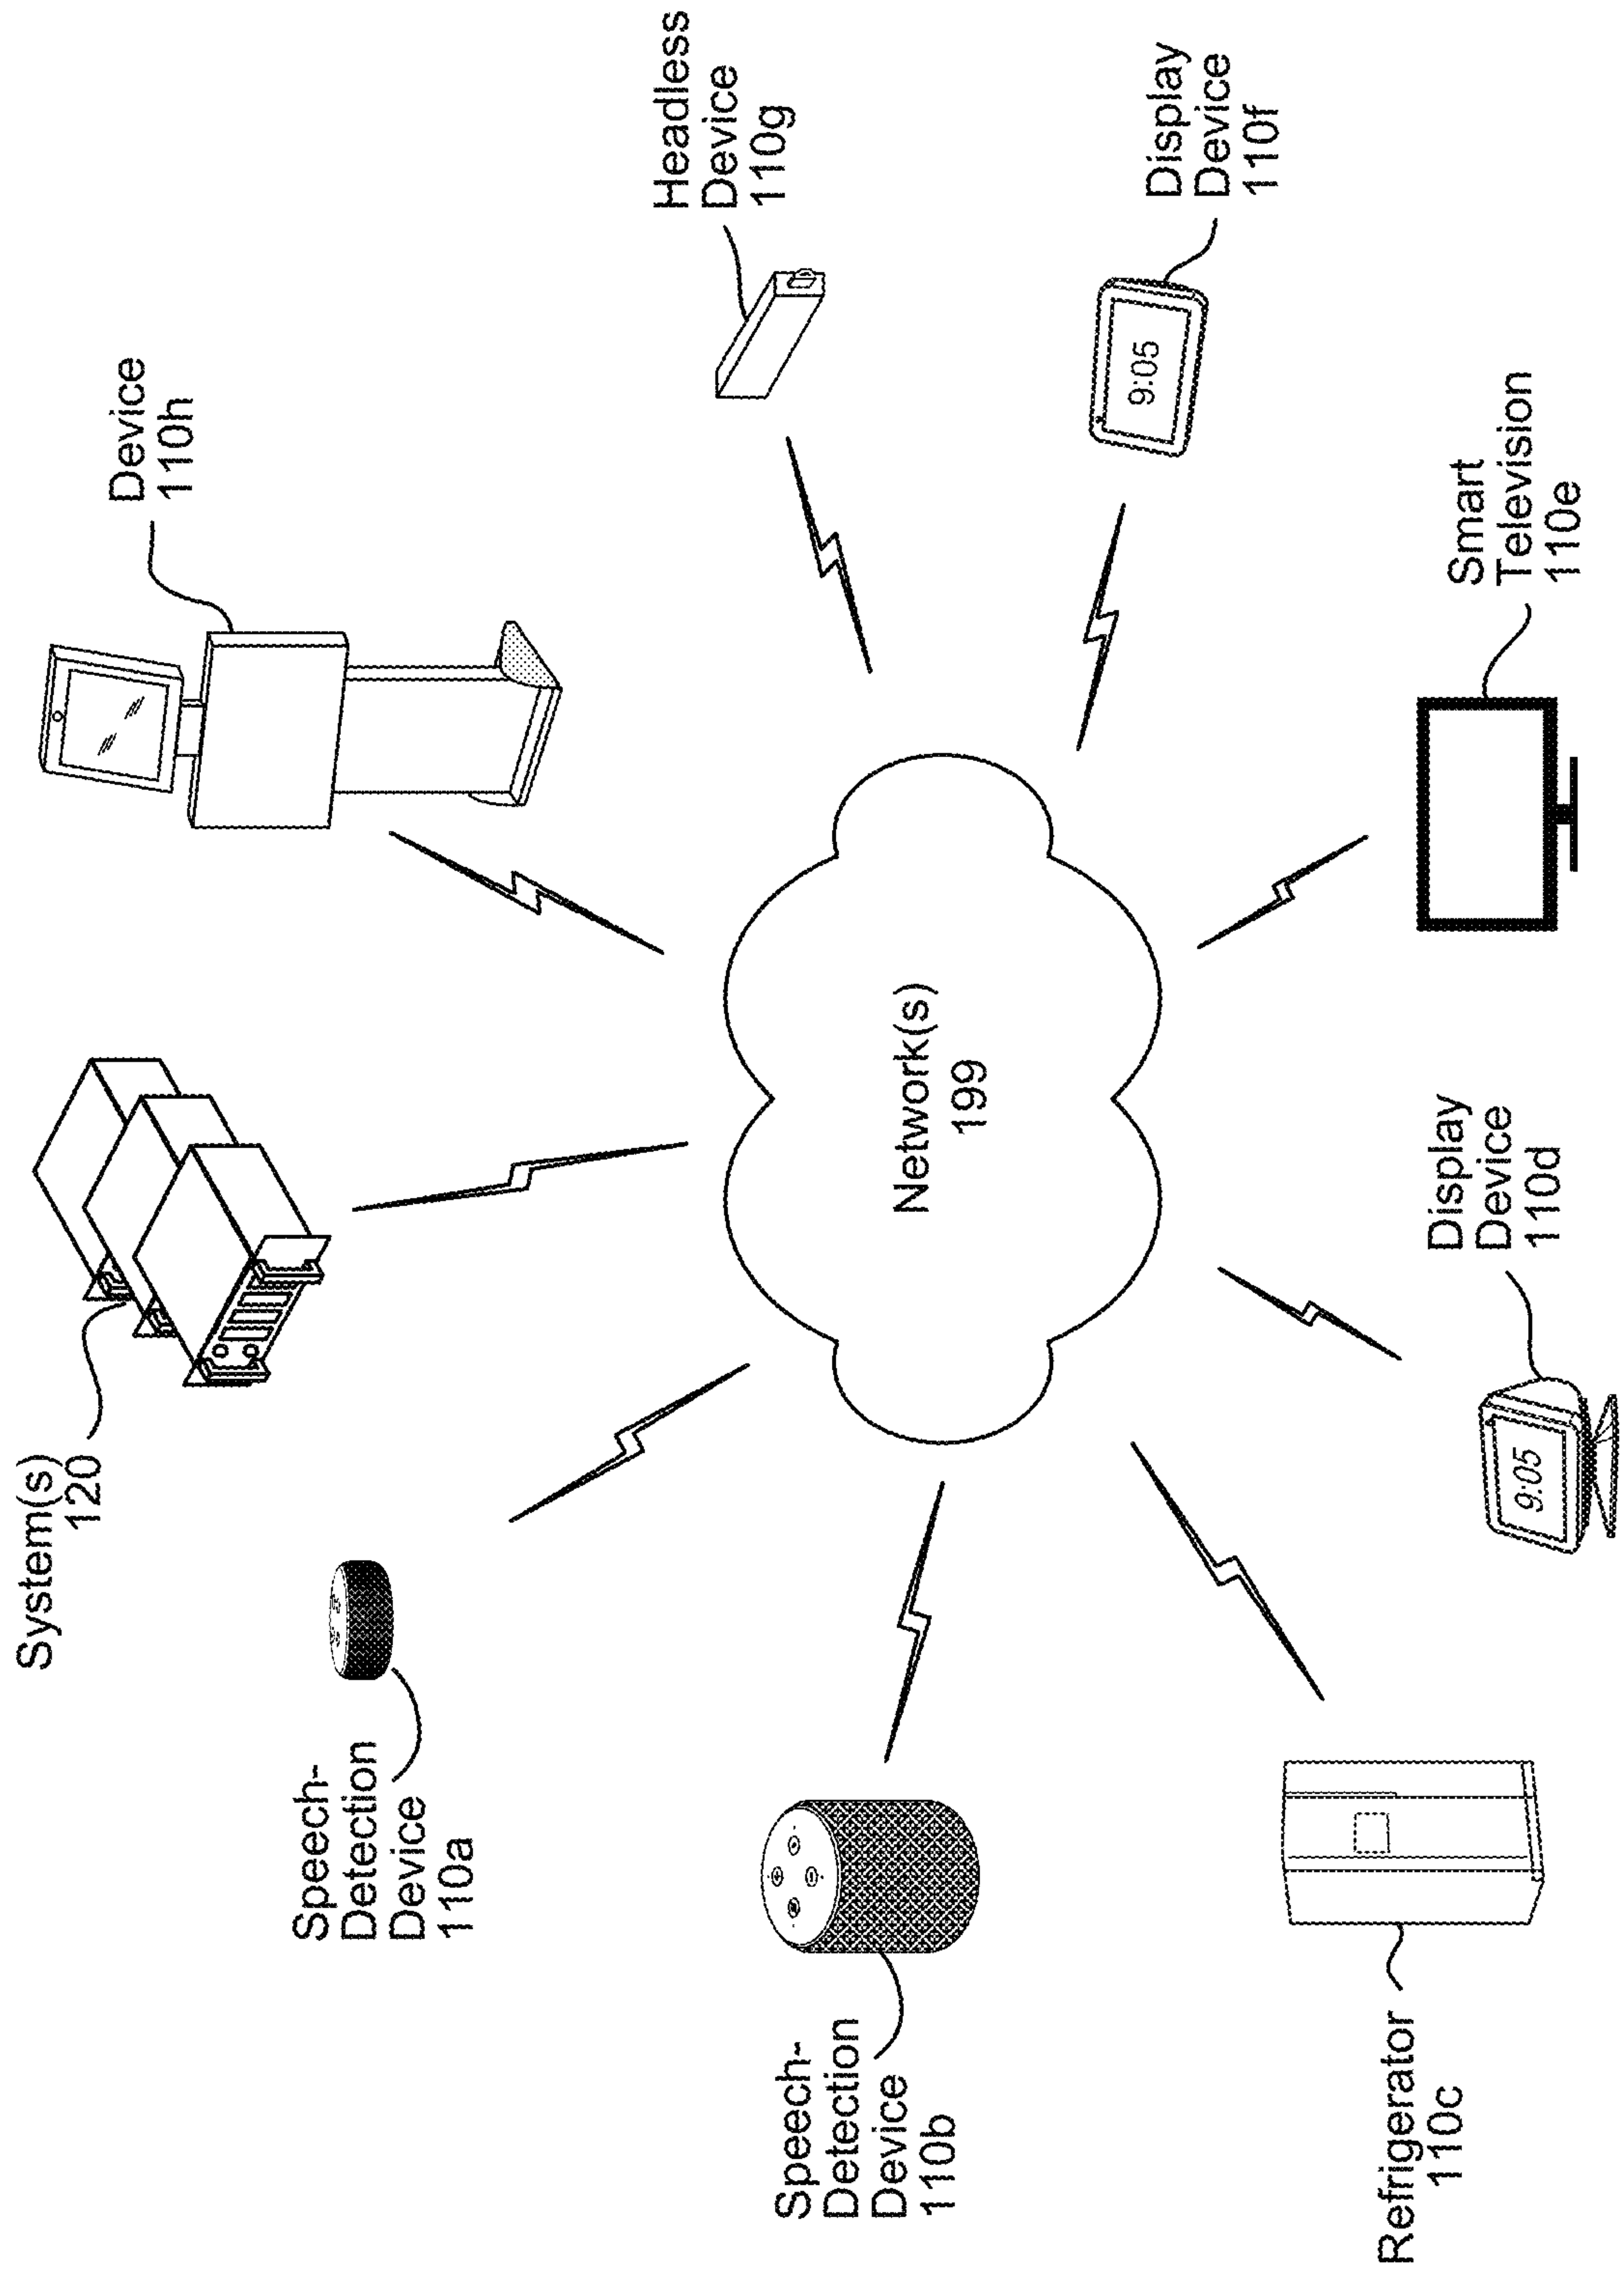 System(s)
120
Device
110h
Speech-
Detection
Device
110a
Headless
Device
110g
Speech-
Detection
Device
110b
Network(s)
199
Display
Device
110f
9:05
Refrigerator
110c
Display
Device
110d
9:05
Smart
Television
110e